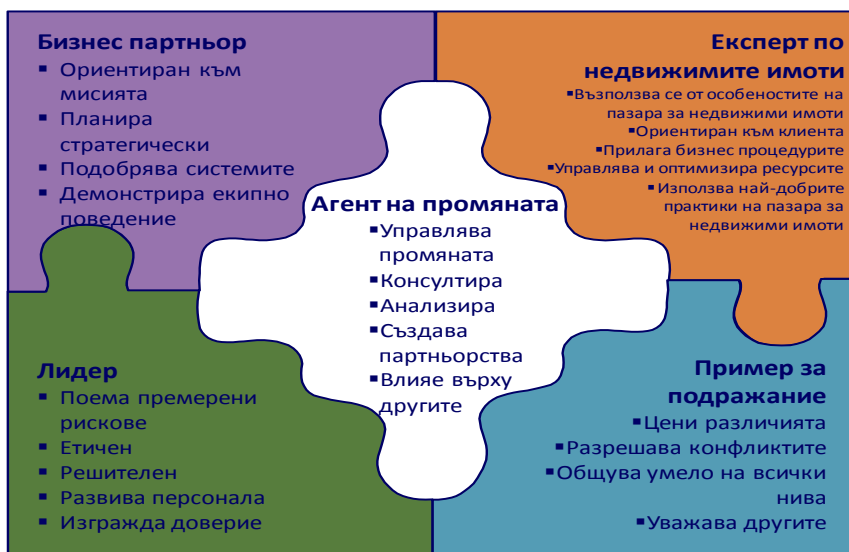 Бизнес партньор
▪ Ориентиран към
мисията
▪ Планира
стратегически
▪ Подобрява системите
▪ Демонстрира екипно
поведение
Експерт по
недвижимите имоти
▪Възползва се от особеностите на
пазара за недвижими имоти
▪Ориентиран към клиента
▪Прилага бизнес процедурите
▪Управлява и оптимизира ресурсите
▪Използва най-добрите
практики на пазара за
недвижими имоти
Агент на промяната
▪Управлява
промяната
▪Консултира
▪Анализира
▪Създава
партньорства
▪Влияе върху
другите
Лидер
▪ Поема премерени
рискове
▪ Етичен
▪ Решителен
▪ Развива персонала
▪ Изгражда доверие
Пример за
подражание
▪Цени различията
▪Разрешава конфликтите
▪Общува умело на всички
нива
▪Уважава другите